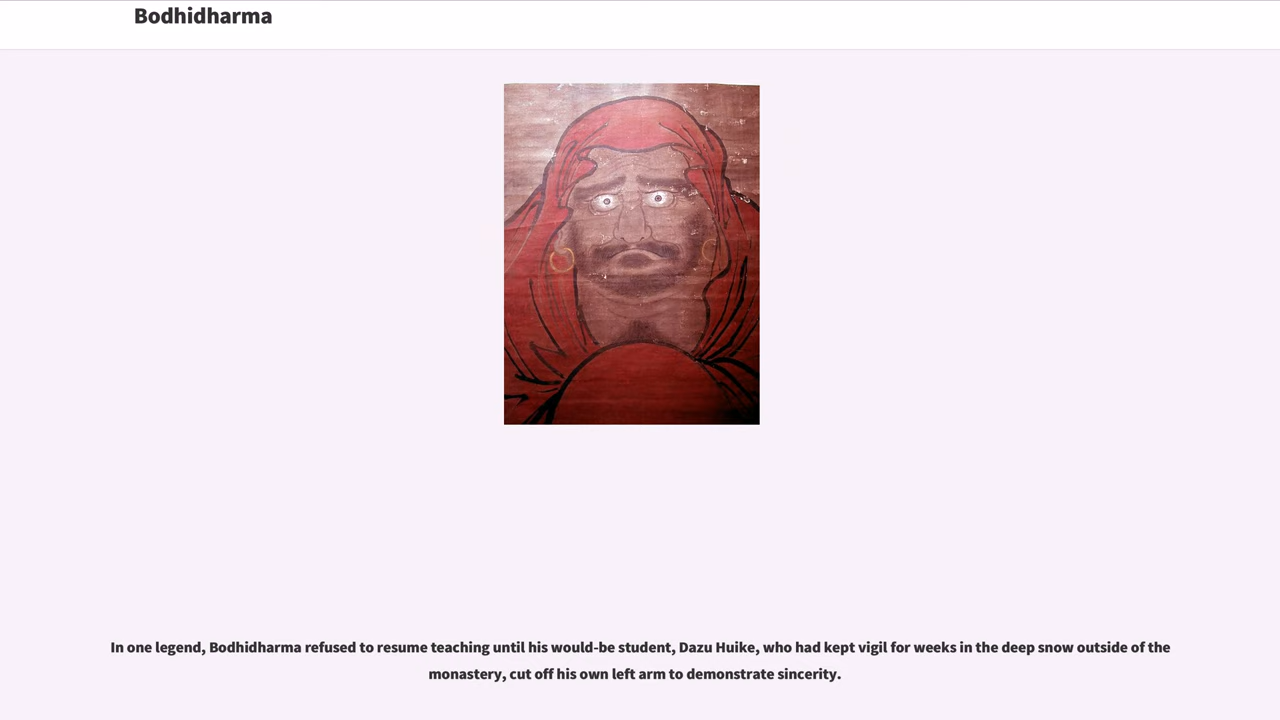 Bodhidharma
In one legend, Bodhidharma refused to resume teaching until his would-be student, Dazu Huike, who had kept vigil for weeks in the deep snow outside of the
monastery, cut off his own left arm to demonstrate sincerity.